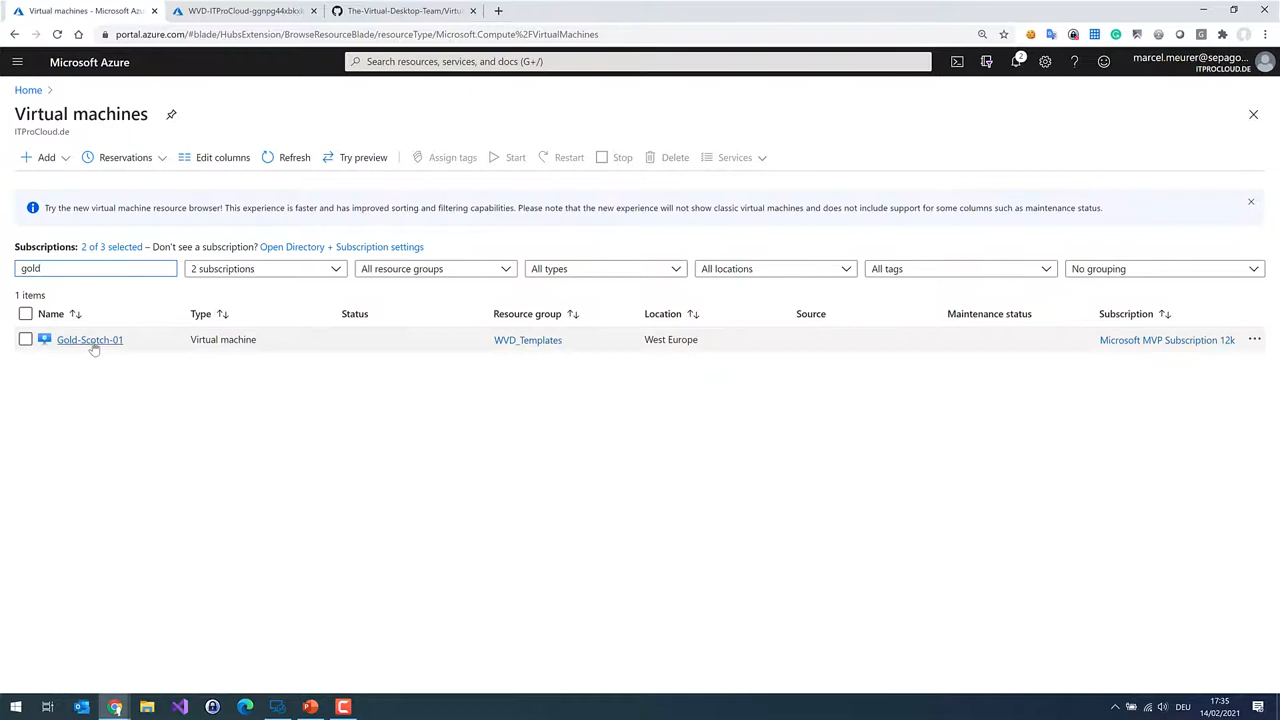 Virtual machines - Microsoft Azu
WVD-ITProCloud-ggnpg44xbkxk
The-Virtual-Desktop-Team/Virtu
portal.azure.com/#blade/HubsExtension/BrowseResourceBlade/resourceType/Microsoft.Compute%2FVirtualMachines
Microsoft Azure
Search resources, services, and docs (G+/)
2
marcel.meurer@sepago...
ITPROCLOUD.DE
Home >
Virtual machines
ITProCloud.de
Add
Reservations
Edit columns
Refresh
Try preview
Assign tags
Start
Restart
Stop
Delete
Services
Try the new virtual machine resource browser! This experience is faster and has improved sorting and filtering capabilities. Please note that the new experience will not show classic virtual machines and does not include support for some columns such as maintenance status.
Subscriptions: 2 of 3 selected – Don't see a subscription? Open Directory + Subscription settings
gold
2 subscriptions
All resource groups
All types
All locations
All tags
No grouping
1 items
Name Type Status Resource group Location Source Maintenance status Subscription
Gold-Scotch-01 Virtual machine WVD_Templates West Europe Microsoft MVP Subscription 12k ...
DEU
17:35
14/02/2021